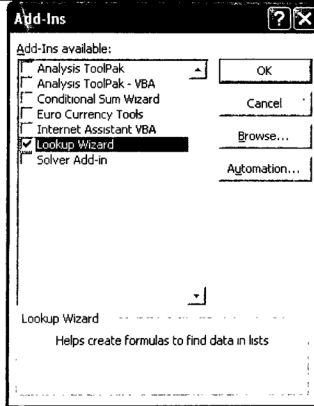 Add-Ins
Add-Ins available:
Analysis ToolPak
Analysis ToolPak - VBA
Conditional Sum Wizard
Euro Currency Tools
Internet Assistant VBA
Lookup Wizard
Solver Add-in
OK
Cancel
Browse...
Automation...
Lookup Wizard
Helps create formulas to find data in lists